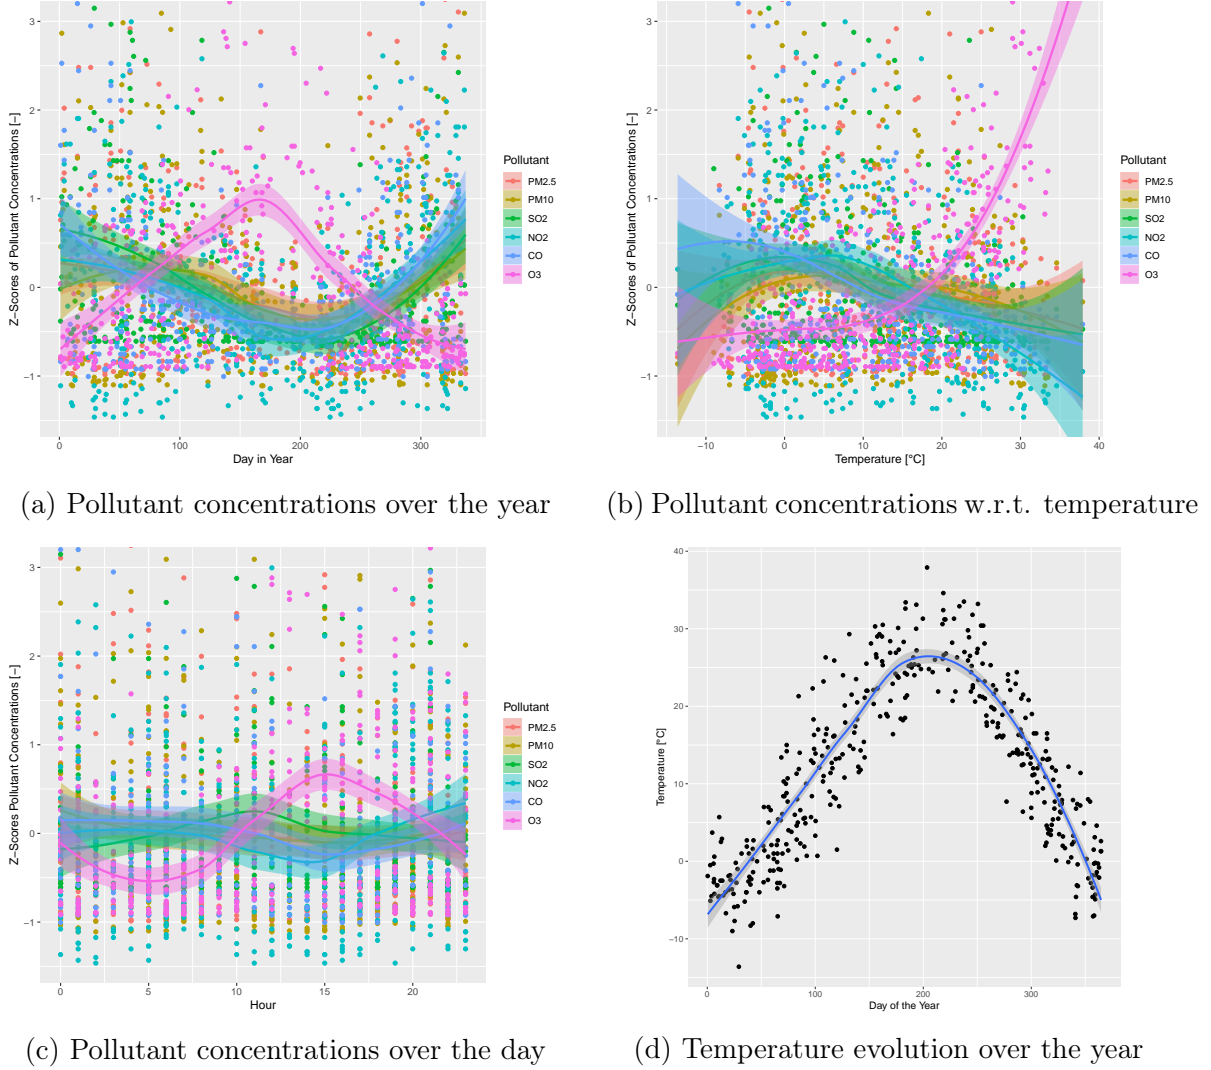 3
2
1
0
−1
Z−Scores of Pollutant Concentrations [−]
0
100
200
300
Day in Year
Pollutant
PM2.5
PM10
SO2
NO2
CO
O3
(a) Pollutant concentrations over the year
3
2
1
0
−1
Z−Scores of Pollutant Concentrations [−]
−10
0
10
20
30
40
Temperature [°C]
Pollutant
PM2.5
PM10
SO2
NO2
CO
O3
(b) Pollutant concentrations w.r.t. temperature
3
2
1
0
−1
Z−Scores Pollutant Concentrations [−]
0
5
10
15
20
Hour
Pollutant
PM2.5
PM10
SO2
NO2
CO
O3
(c) Pollutant concentrations over the day
40
30
20
10
0
−10
Temperature [°C]
0
100
200
300
Day of the Year
(d) Temperature evolution over the year